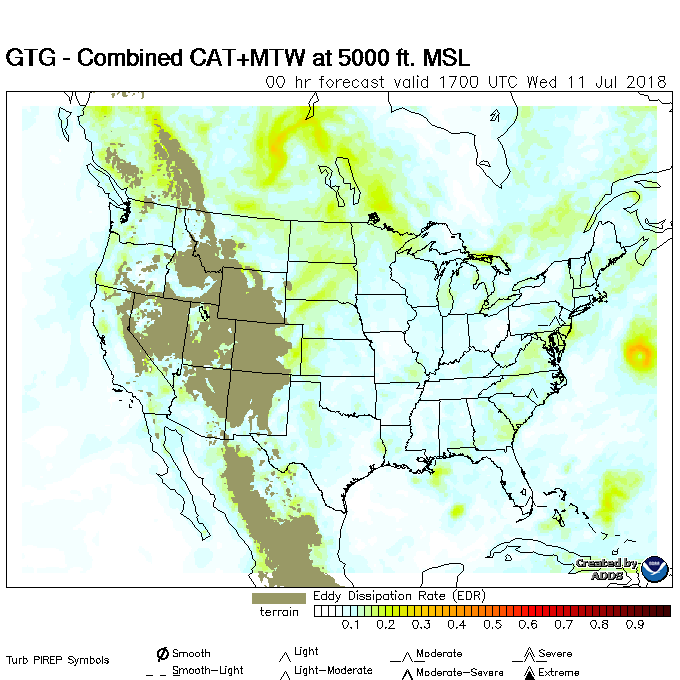 GTG - Combined CAT+MTW at 5000 ft. MSL
00 hr forecast valid 1700 UTC Wed 11 Jul 2018
Created by
ADDS
Eddy Dissipation Rate (EDR)
terrain
0.1 0.2 0.3 0.4 0.5 0.6 0.7 0.8 0.9
Turb PIREP Symbols
Smooth Light Moderate Severe
Smooth-Light Light-Moderate Moderate-Severe Extreme